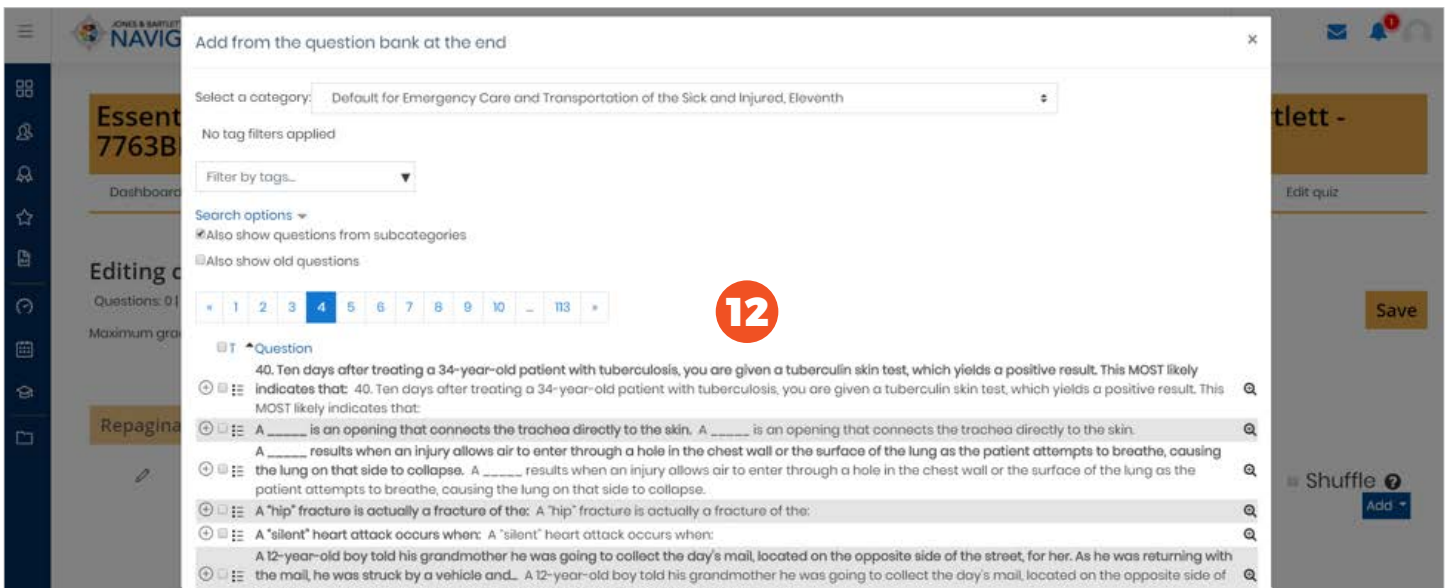 JONES & BARTLET
NAVIG
Add from the question bank at the end
×
1
Essent
7763B
tlett -
Select a category: Default for Emergency Care and Transportation of the Sick and Injured, Eleventh
No tag filters applied
Filter by tags...
Dashboard
Edit quiz
Search options
Also show questions from subcategories
Also show old questions
Editing
Questions: 0 |
Maximum gra
« 1 2 3 4 5 6 7 8 9 10 ... 113 »
12
Save
T Question
40. Ten days after treating a 34-year-old patient with tuberculosis, you are given a tuberculin skin test, which yields a positive result. This MOST likely
indicates that: 40. Ten days after treating a 34-year-old patient with tuberculosis, you are given a tuberculin skin test, which yields a positive result. This
MOST likely indicates that:
Repagina
A _____ is an opening that connects the trachea directly to the skin. A _____ is an opening that connects the trachea directly to the skin.
A _____ results when an injury allows air to enter through a hole in the chest wall or the surface of the lung as the patient attempts to breathe, causing
the lung on that side to collapse. A _____ results when an injury allows air to enter through a hole in the chest wall or the surface of the lung as the
patient attempts to breathe, causing the lung on that side to collapse.
Shuffle
Add
A "hip" fracture is actually a fracture of the: A "hip" fracture is actually a fracture of the:
A "silent" heart attack occurs when: A "silent" heart attack occurs when:
A 12-year-old boy told his grandmother he was going to collect the day's mail, located on the opposite side of the street, for her. As he was returning with
the mail, he was struck by a vehicle and... A 12-year-old boy told his grandmother he was going to collect the day's mail, located on the opposite side of